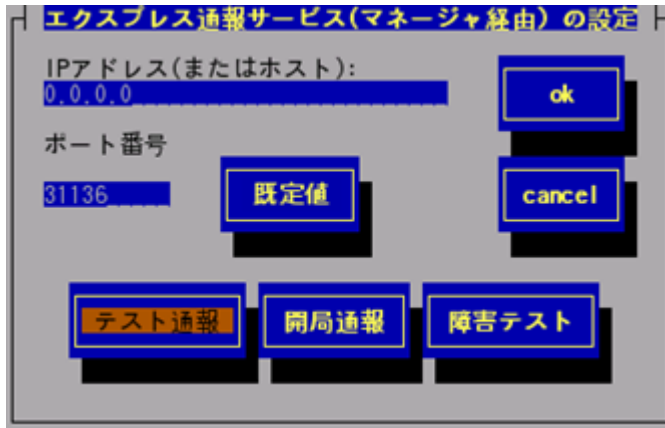 エクスプレス通報サービス(マネージャ経由) の設定
IPアドレス(またはホスト):
0.0.0.0
ok
ポート番号
31136
既定値
cancel
テスト通報
開局通報
障害テスト